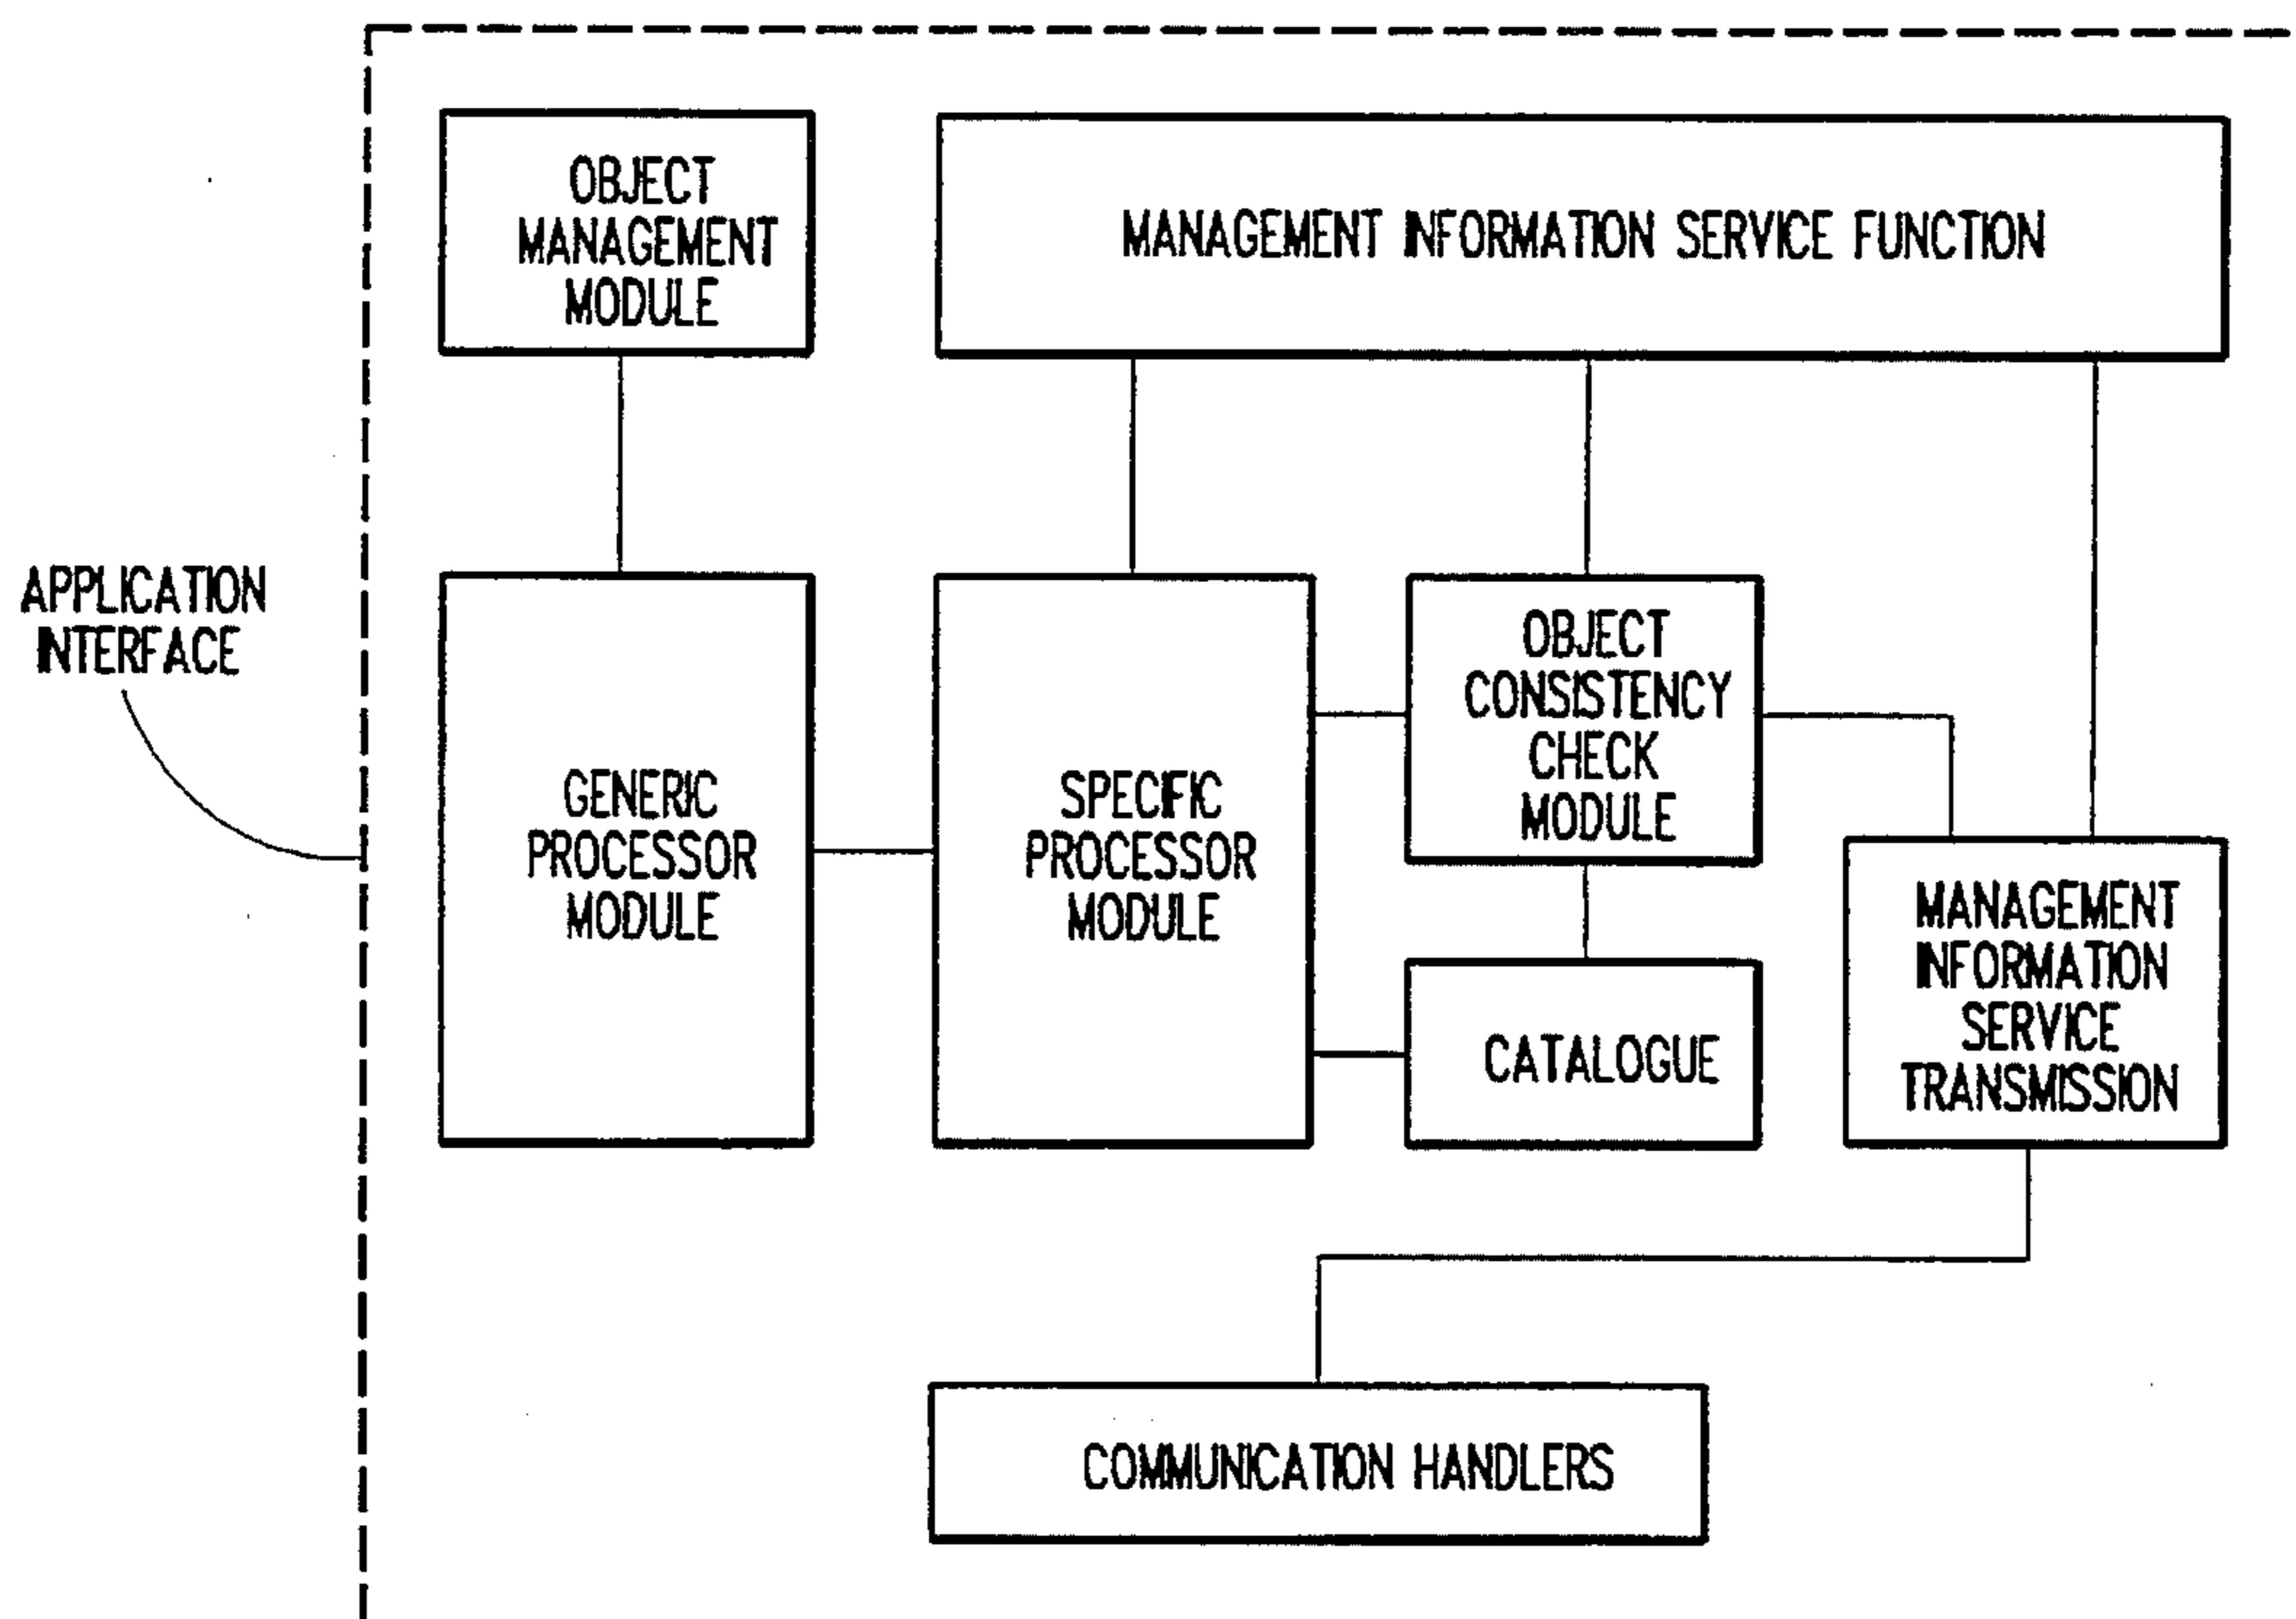 OBJECT
MANAGEMENT
MODULE
MANAGEMENT INFORMATION SERVICE FUNCTION
APPLICATION
INTERFACE
GENERIC
PROCESSOR
MODULE
SPECIFIC
PROCESSOR
MODULE
OBJECT
CONSISTENCY
CHECK
MODULE
CATALOGUE
MANAGEMENT
INFORMATION
SERVICE
TRANSMISSION
COMMUNICATION HANDLERS